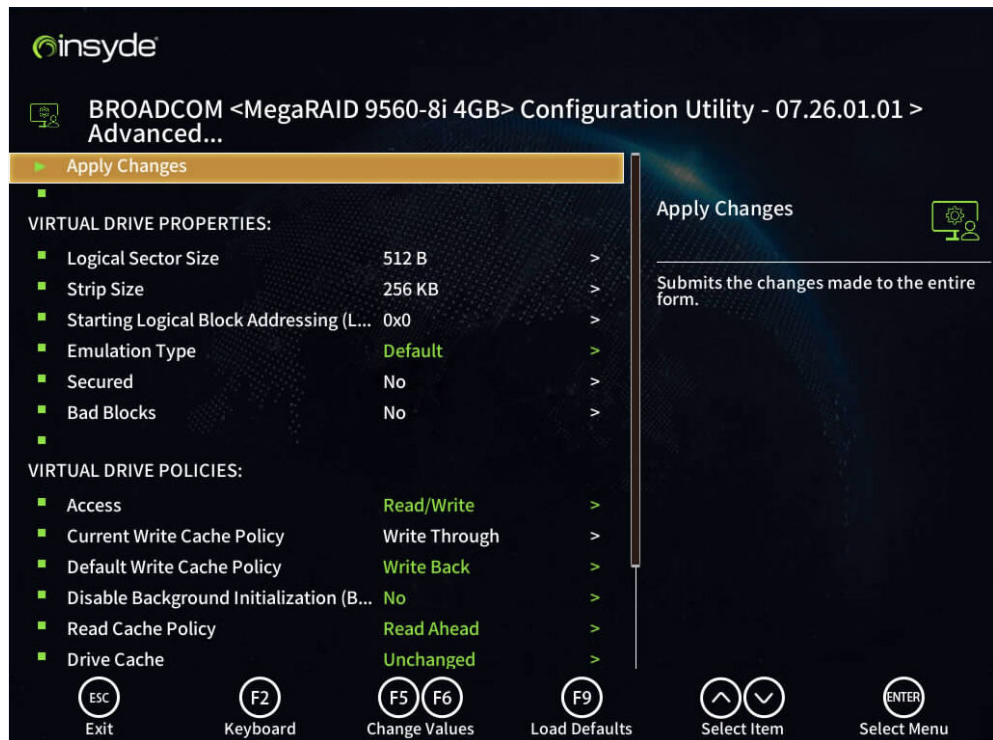 insyde
BROADCOM <MegaRAID 9560-8i 4GB> Configuration Utility - 07.26.01.01 >
Advanced...
Apply Changes
VIRTUAL DRIVE PROPERTIES:
Logical Sector Size 512 B >
Strip Size 256 KB >
Starting Logical Block Addressing (L... 0x0 >
Emulation Type Default >
Secured No >
Bad Blocks No >
VIRTUAL DRIVE POLICIES:
Access Read/Write >
Current Write Cache Policy Write Through >
Default Write Cache Policy Write Back >
Disable Background Initialization (B... No >
Read Cache Policy Read Ahead >
Drive Cache Unchanged >
Apply Changes
Submits the changes made to the entire
form.
ESC F2 F5 F6 F9 ENTER
Exit Keyboard Change Values Load Defaults Select Item Select Menu